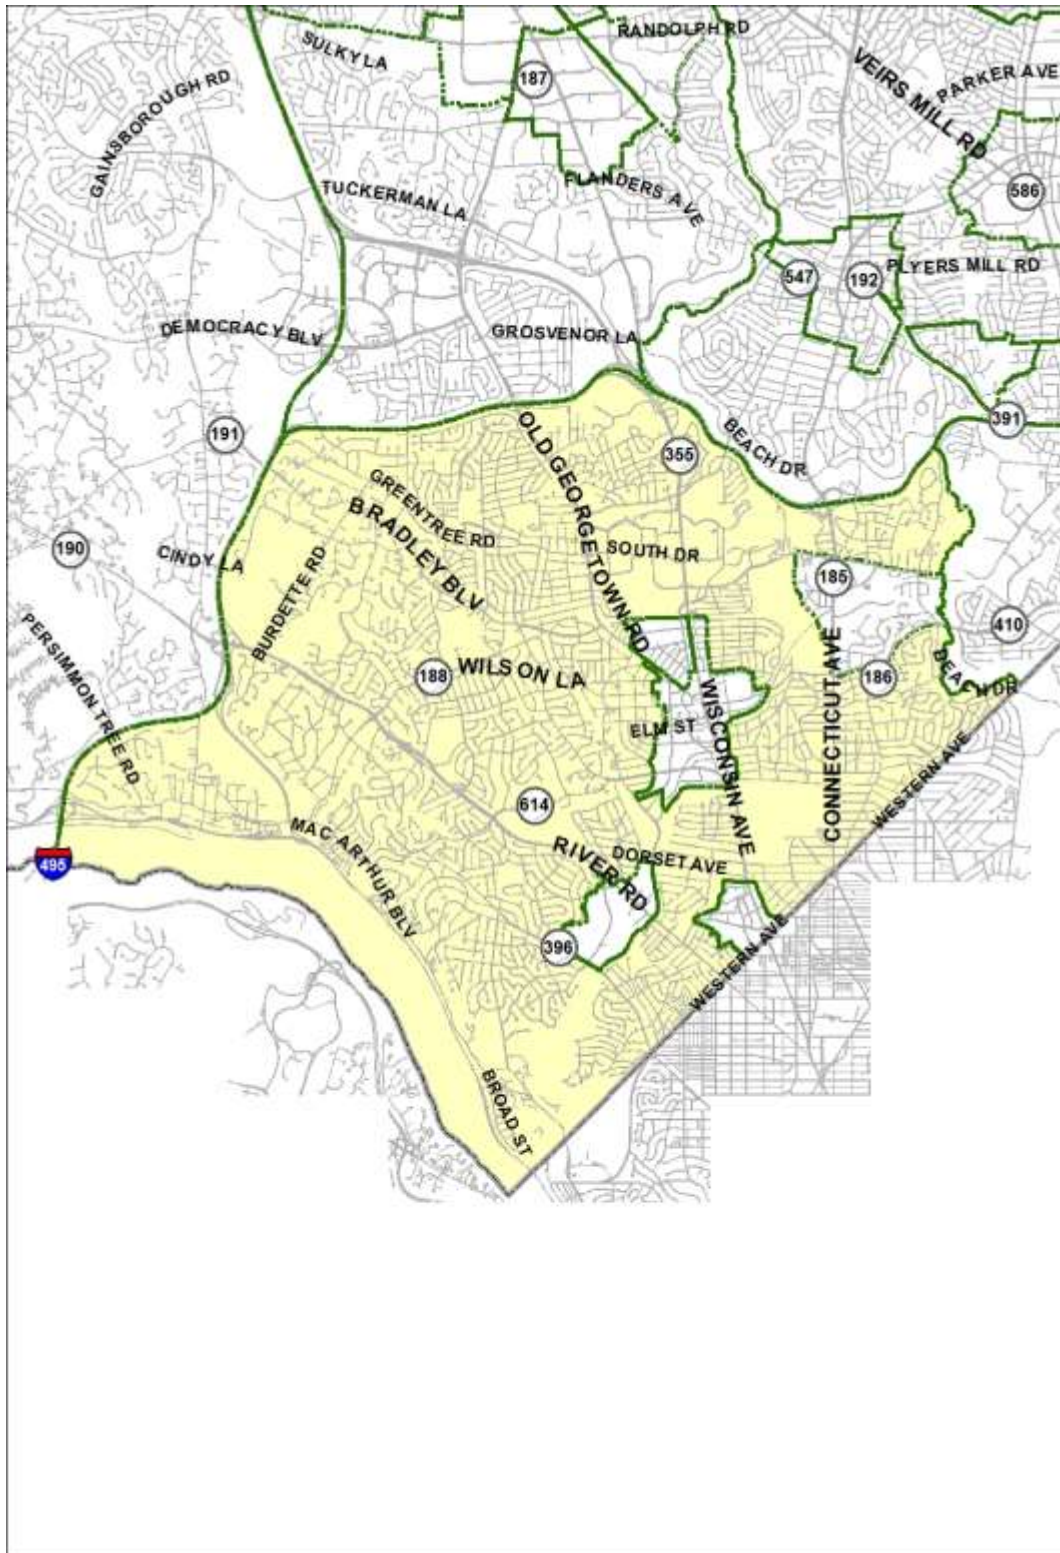 RANDOLPH RD
SULKY LA
187
VEIRS MILL RD
PARKER AVE
GAINSBOROUGH RD
TUCKERMAN LA
FLANDERS AVE
586
547
192
PLYERS MILL RD
DEMOCRACY BLV
GROSVENOR LA
391
191
OLD GEORGETOWN RD
355
BEACH DR
GREENTREE RD
BRADLEY BLV
190
CINDY LA
BURDETTE RD
SOUTH DR
185
410
PERSIMMON TREE RD
188
WILSON LA
186
BEACH DR
ELM ST
WISCONSIN AVE
CONNECTICUT AVE
WESTERN AVE
614
MAC ARTHUR BLV
RIVER RD
DORSET AVE
495
396
WESTERN AVE
BROAD ST